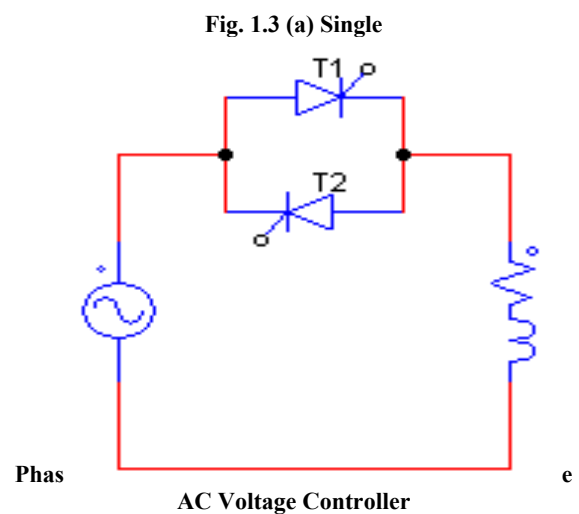 Fig. 1.3 (a) Single
T1
T2
Phas e
AC Voltage Controller